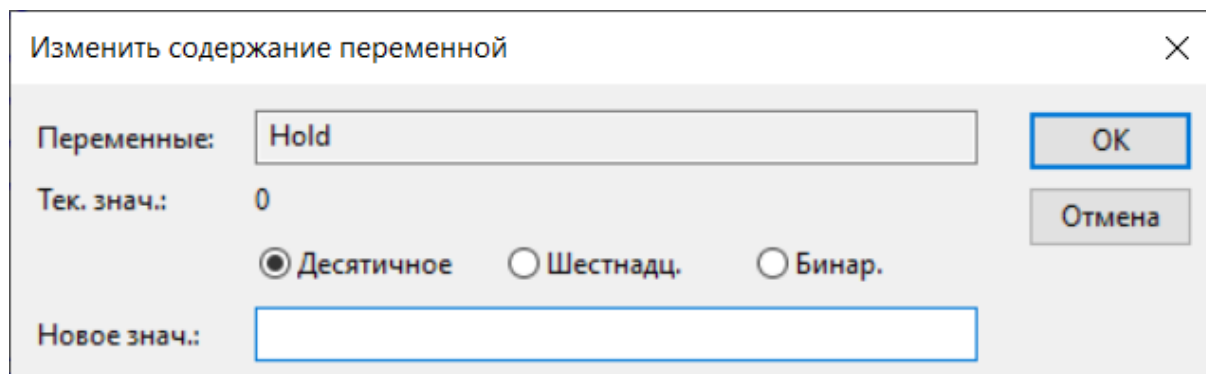 Изменить содержание переменной
Переменные: Hold OK
Тек. знач.: 0 Отмена
Десятичное Шестнадц. Бинар.
Новое знач.: